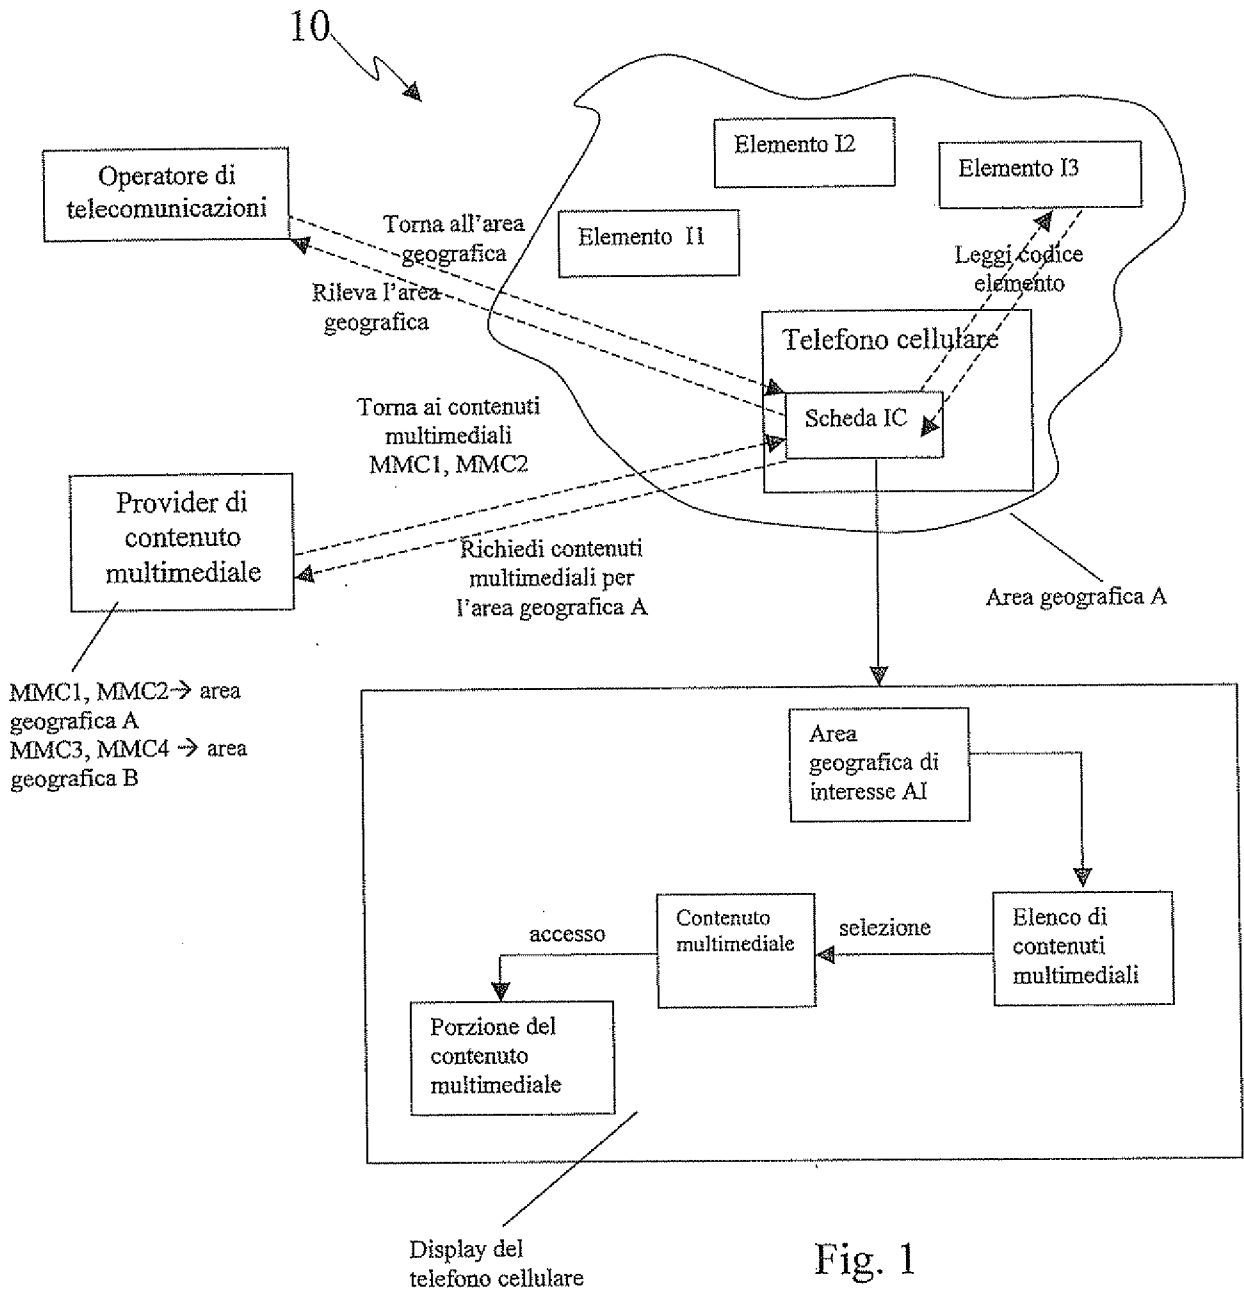 10
Operatore di
telecomunicazioni
Torna all'area
geografica
Rileva l'area
geografica
Elemento I2
Elemento I3
Elemento I1
Leggi codice
elemento
Telefono cellulare
Scheda IC
Torna ai contenuti
multimediali
MMC1, MMC2
Provider di
contenuto
multimediale
Richiedi contenuti
multimediali per
l'area geografica A
Area geografica A
MMC1, MMC2→ area
geografica A
MMC3, MMC4 → area
geografica B
Area
geografica di
interesse AI
Elenco di
contenuti
multimediali
selezione
Contenuto
multimediale
accesso
Porzione del
contenuto
multimediale
Display del
telefono cellulare
Fig. 1